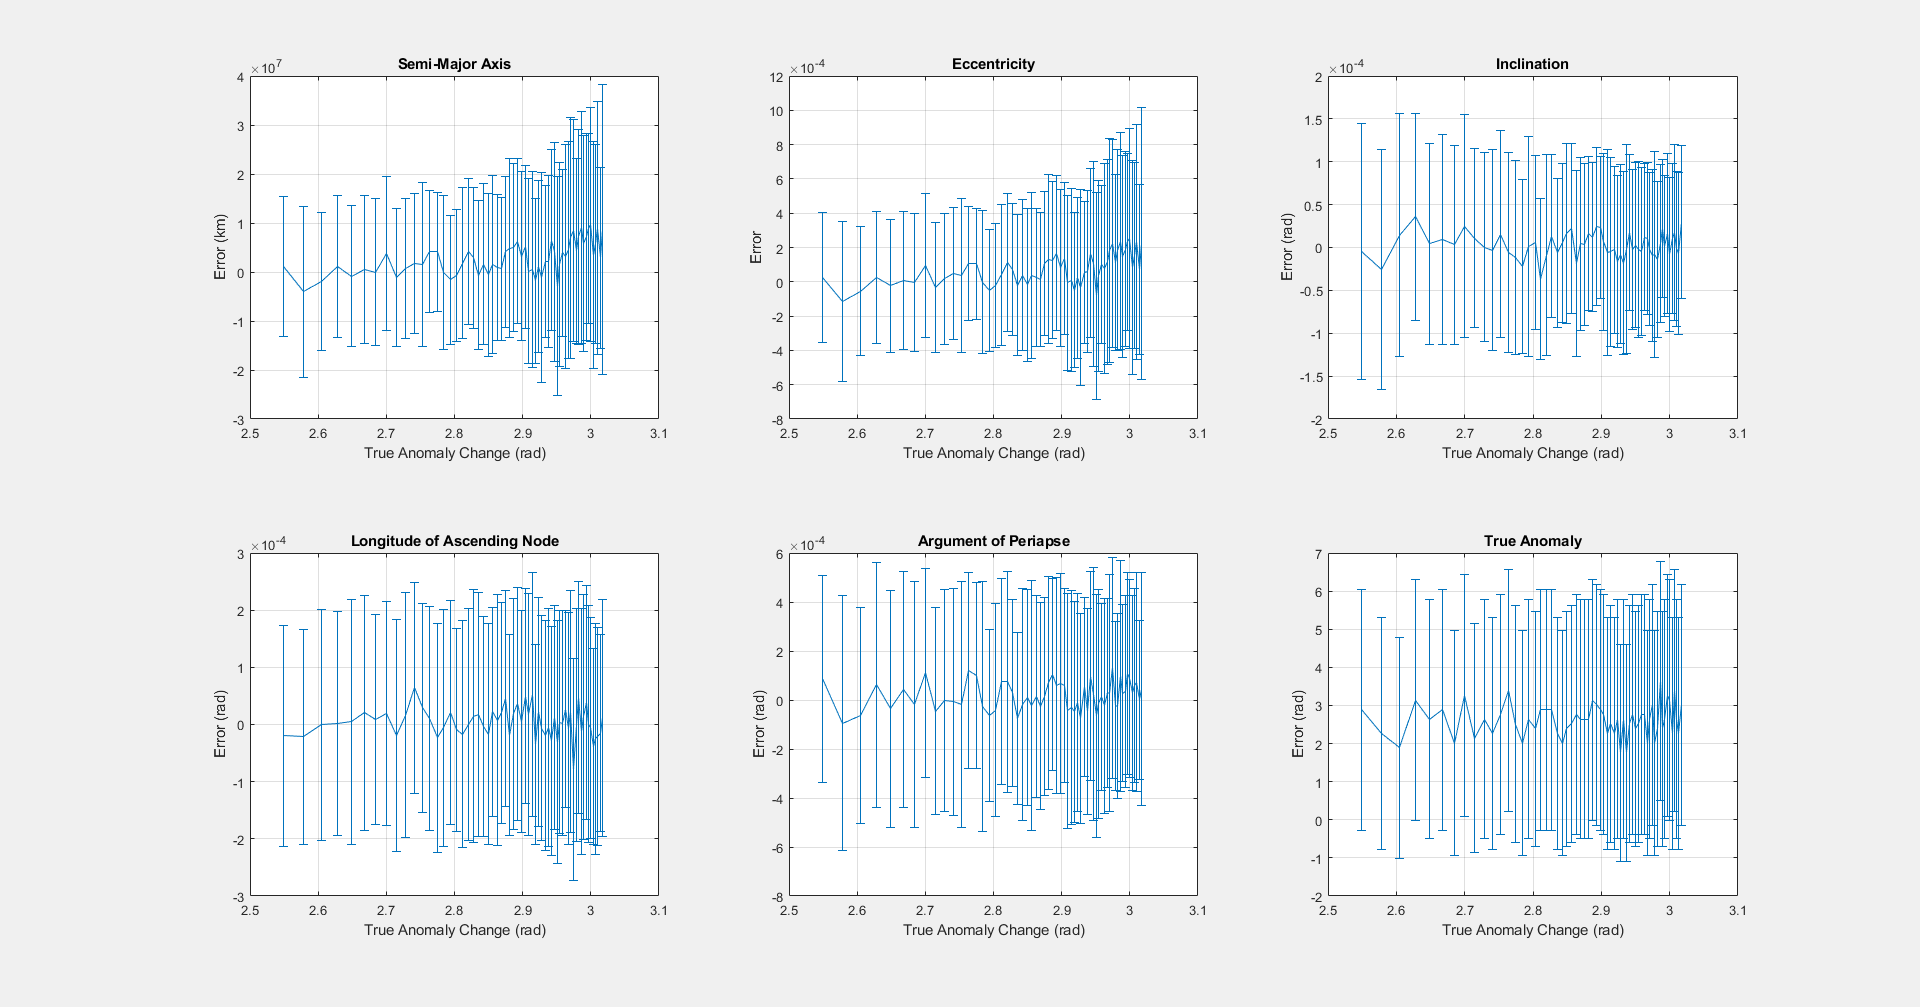 Semi-Major Axis
×10^7
4
3
2
1
0
-1
-2
-3
Error (km)
2.5 2.6 2.7 2.8 2.9 3 3.1
True Anomaly Change (rad)
Eccentricity
×10^-4
12
10
8
6
4
2
0
-2
-4
-6
-8
Error
2.5 2.6 2.7 2.8 2.9 3 3.1
True Anomaly Change (rad)
Inclination
×10^-4
2
1.5
1
0.5
0
-0.5
-1
-1.5
-2
Error (rad)
2.5 2.6 2.7 2.8 2.9 3 3.1
True Anomaly Change (rad)
Longitude of Ascending Node
×10^-4
3
2
1
0
-1
-2
-3
Error (rad)
2.5 2.6 2.7 2.8 2.9 3 3.1
True Anomaly Change (rad)
Argument of Periapse
×10^-4
6
4
2
0
-2
-4
-6
-8
Error (rad)
2.5 2.6 2.7 2.8 2.9 3 3.1
True Anomaly Change (rad)
True Anomaly
7
6
5
4
3
2
1
0
-1
-2
Error (rad)
2.5 2.6 2.7 2.8 2.9 3 3.1
True Anomaly Change (rad)